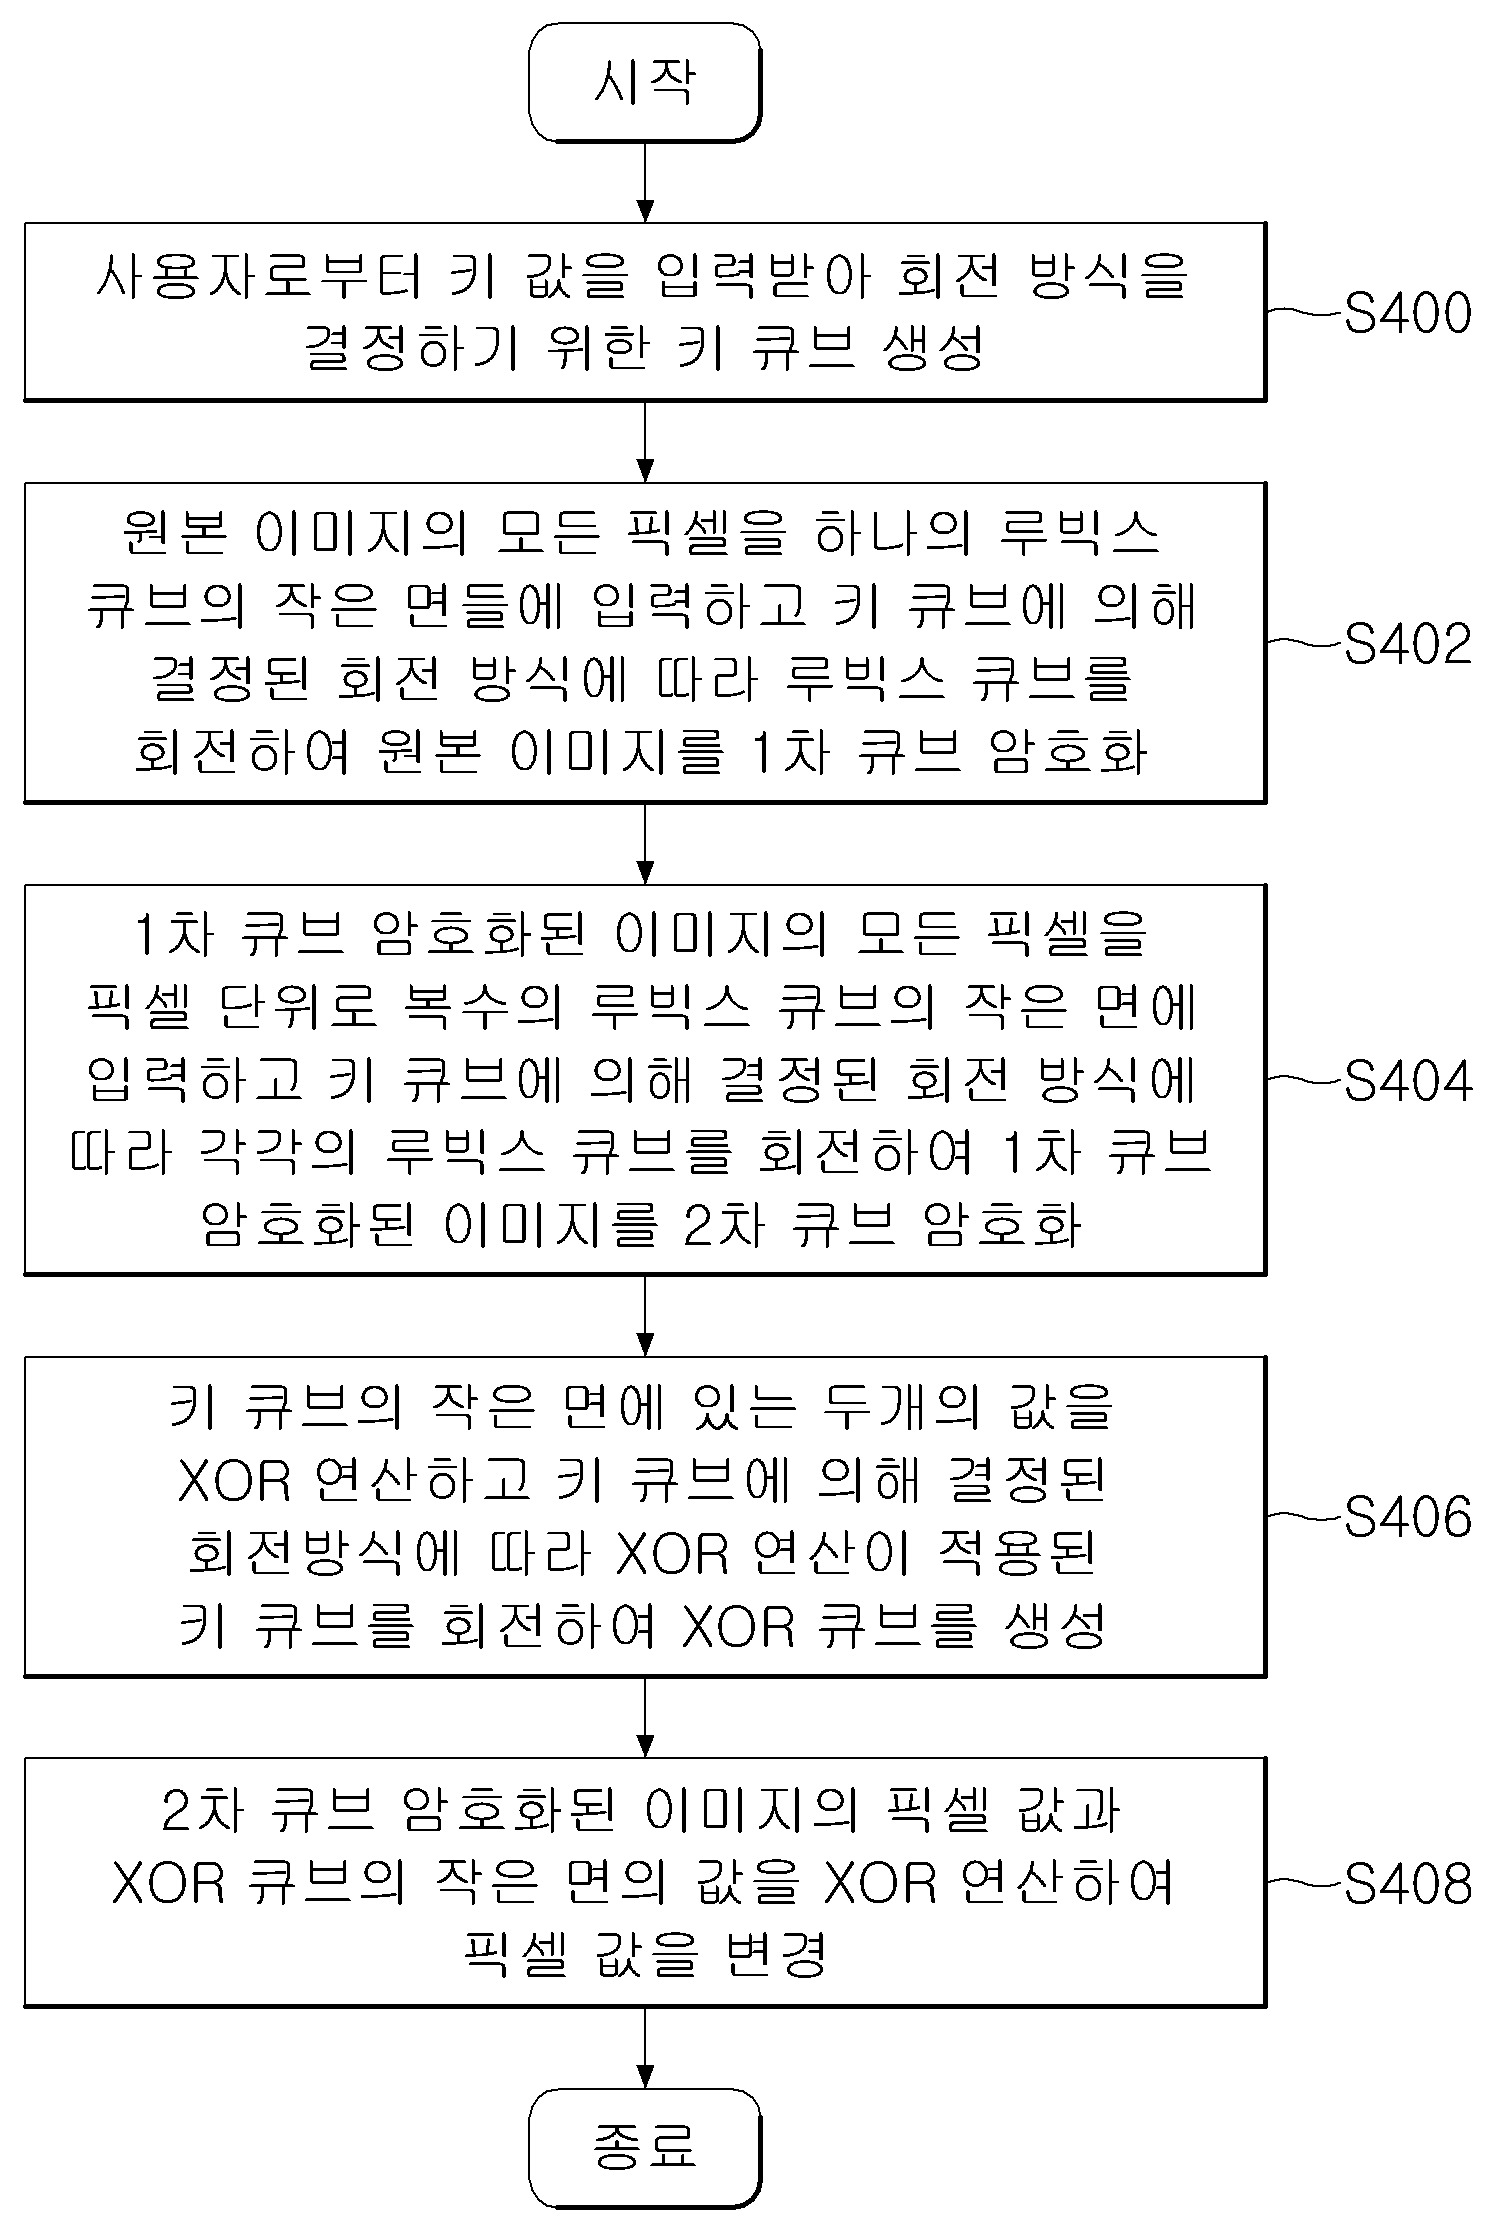 시작
사용자로부터 키 값을 입력받아 회전 방식을
결정하기 위한 키 큐브 생성
S400
원본 이미지의 모든 픽셀을 하나의 루빅스
큐브의 작은 면들에 입력하고 키 큐브에 의해
결정된 회전 방식에 따라 루빅스 큐브를
회전하여 원본 이미지를 1차 큐브 암호화
S402
1차 큐브 암호화된 이미지의 모든 픽셀을
픽셀 단위로 복수의 루빅스 큐브의 작은 면에
입력하고 키 큐브에 의해 결정된 회전 방식에
따라 각각의 루빅스 큐브를 회전하여 1차 큐브
암호화된 이미지를 2차 큐브 암호화
S404
키 큐브의 작은 면에 있는 두개의 값을
XOR 연산하고 키 큐브에 의해 결정된
회전방식에 따라 XOR 연산이 적용된
키 큐브를 회전하여 XOR 큐브를 생성
S406
2차 큐브 암호화된 이미지의 픽셀 값과
XOR 큐브의 작은 면의 값을 XOR 연산하여
픽셀 값을 변경
S408
종료